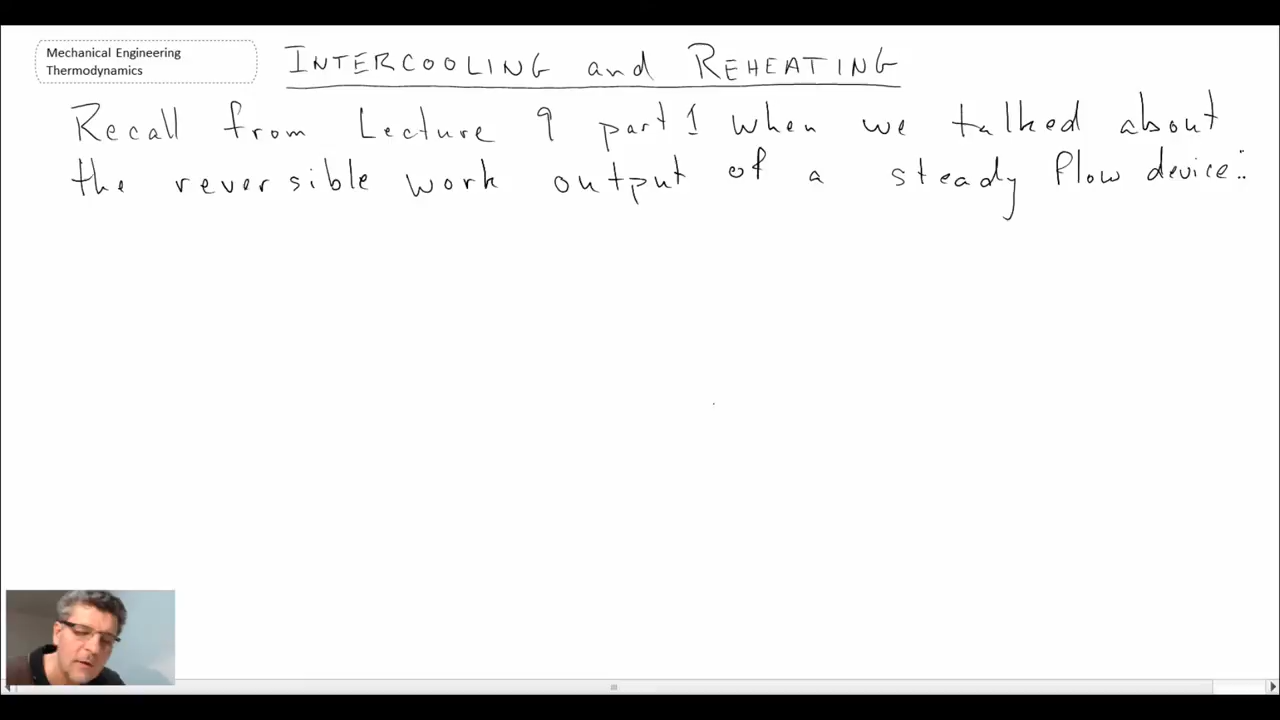 Mechanical Engineering
Thermodynamics
INTERCOOLING and REHEATING
Recall from Lecture 9 part 1 when we talked about
the reversible work output of a steady flow device: